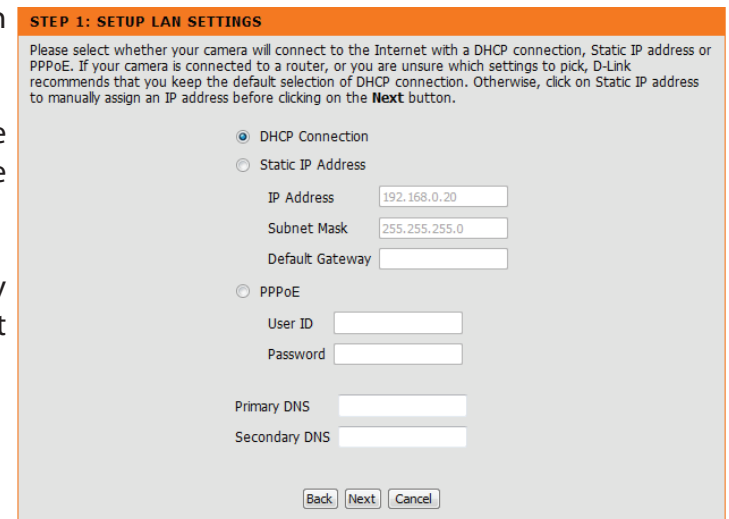 STEP 1: SETUP LAN SETTINGS
Please select whether your camera will connect to the Internet with a DHCP connection, Static IP address or
PPPoE. If your camera is connected to a router, or you are unsure which settings to pick, D-Link
recommends that you keep the default selection of DHCP connection. Otherwise, click on Static IP address
to manually assign an IP address before clicking on the Next button.
DHCP Connection
Static IP Address
IP Address 192.168.0.20
Subnet Mask 255.255.255.0
Default Gateway
PPPoE
User ID
Password
Primary DNS
Secondary DNS
Back Next Cancel